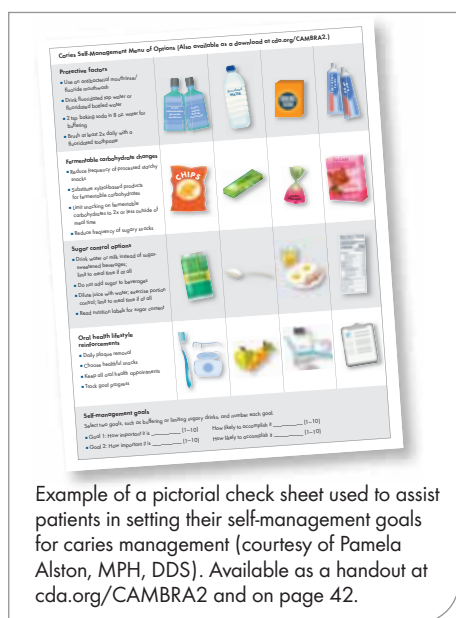 Caries Self-Management Menu of Options (Also available as a download at cda.org/CAMBRA2.)
Protective factors
■ Use an antibacterial mouthrinse/
fluoride mouthwash
■ Drink fluoridated tap water or
fluoridated bottled water
■ 2 tsp baking soda in 8 oz water for
buffering
■ Brush at least 2x daily with a
fluoridated toothpaste
Fermentable carbohydrate changes
■ Reduce frequency of processed starchy
snacks
■ Substitute xylitol-based products
for fermentable carbohydrates
■ Limit snacking on fermentable
carbohydrates to 2x or less outside of
meal time
■ Reduce frequency of sugary snacks
CHIPS
Sugar control options
■ Drink water or milk instead of sugar-
sweetened beverages;
limit to meal time if at all
■ Do not add sugar to beverages
■ Dilute juice with water; exercise portion
control; limit to meal time if at all
■ Read nutrition labels for sugar content
Oral health lifestyle
reinforcements
■ Daily plaque removal
■ Choose healthful snacks
■ Keep all oral health appointments
■ Track goal progress
Self-management goals
Select two goals, such as buffering or limiting sugary drinks, and number each goal.
■ Goal 1: How important it is __________ (1–10) How likely to accomplish it __________ (1–10)
■ Goal 2: How important it is __________ (1–10) How likely to accomplish it __________ (1–10)
Example of a pictorial check sheet used to assist
patients in setting their self-management goals
for caries management (courtesy of Pamela
Alston, MPH, DDS). Available as a handout at
cda.org/CAMBRA2 and on page 42.